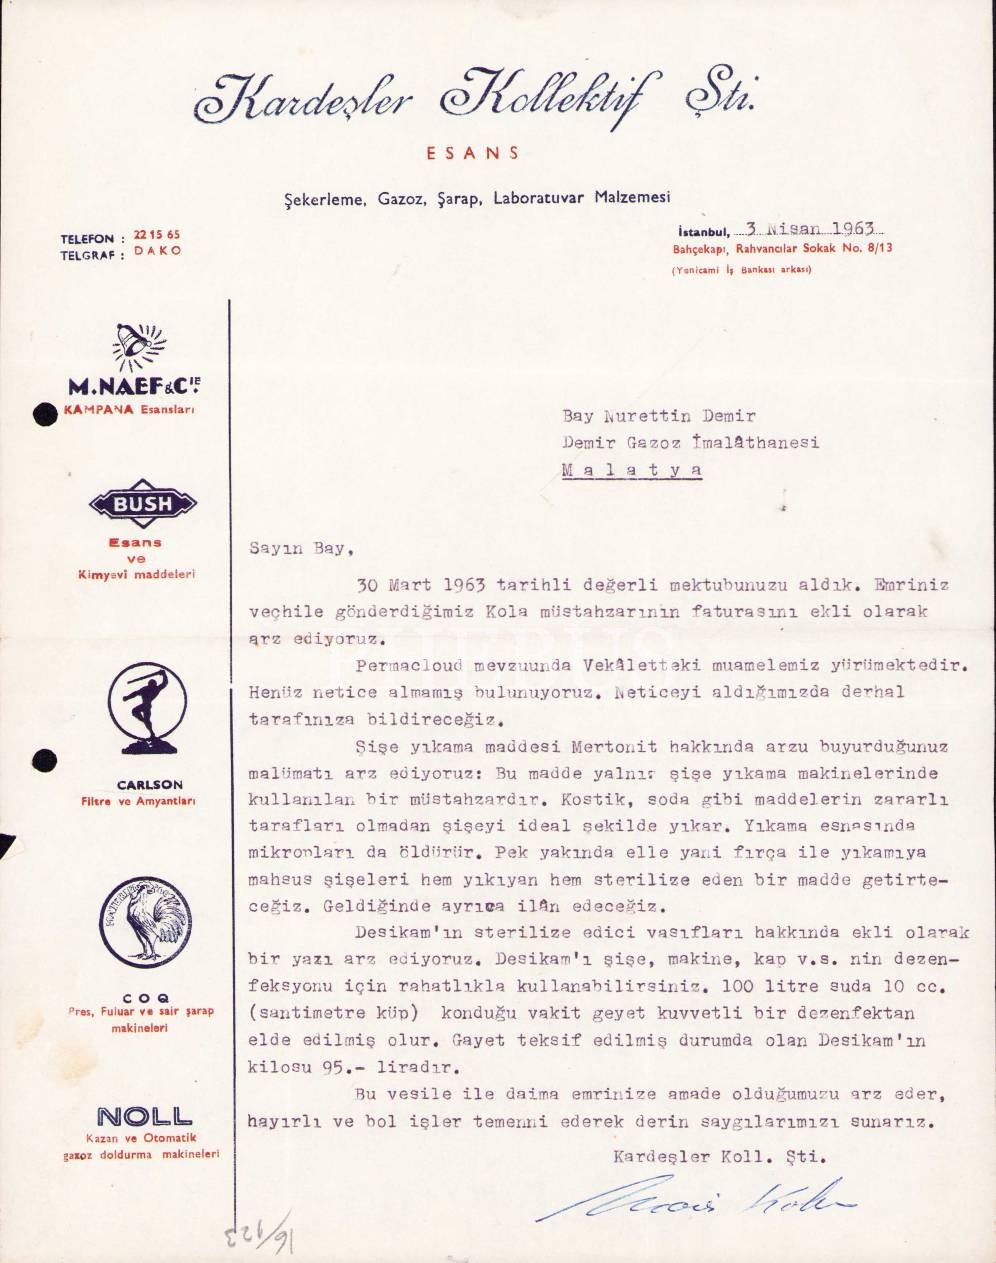 Kardeşler Kollektif Şti.
ESANS
Şekerleme, Gazoz, Şarap, Laboratuvar Malzemesi
TELEFON : 22 15 65
TELGRAF : DAKO
İstanbul, 3 Nisan 1963
Bahçekapı, Rahvancılar Sokak No. 8/13
(Yenicami İş Bankası arkası)
M.NAEF & CIE.
KAMPANA Esansları
BUSH
Esans
ve
Kimyevî maddeleri
CARLSON
Filtre ve Amyantları
COQ
Pres, Fuluar ve sair şarap
makineleri
NOLL
Kazan ve Otomatik
gazoz doldurma makineleri
Bay Nurettin Demir
Demir Gazoz İmalâthanesi
Malatya
Sayın Bay,
30 Mart 1963 tarihli değerli mektubunuzu aldık. Emriniz
veçhile gönderdiğimiz Kola müstahzarının faturasını ekli olarak
arz ediyoruz.
Permacloud mevzuunda Vekâletteki muamelemiz yürümektedir.
Henüz netice almamış bulunuyoruz. Neticeyi aldığımızda derhal
tarafınıza bildireceğiz.
Şişe yıkama maddesi Mertonit hakkında arzu buyurduğunuz
malümatı arz ediyoruz: Bu madde yalnız şişe yıkama makinelerinde
kullanılan bir müstahzardır. Kostik, soda gibi maddelerin zararlı
tarafları olmadan şişeyi ideal şekilde yıkar. Yıkama esnasında
mikropları da öldürür. Pek yakında elle yani fırça ile yıkamıya
mahsus şişeleri hem yıkıyan hem sterilize eden bir madde getirte-
ceğiz. Geldiğinde ayrıca ilân edeceğiz.
Desikam'ın sterilize edici vasıfları hakkında ekli olarak
bir yazı arz ediyoruz. Desikam'ı şişe, makine, kap v.s. nin dezen-
feksyonu için rahatlıkla kullanabilirsiniz. 100 litre suda 10 cc.
(santimetre küp) konduğu vakit geyet kuvvetli bir dezenfektan
elde edilmiş olur. Gayet teksif edilmiş durumda olan Desikam'ın
kilosu 95.- liradır.
Bu vesile ile daima emrinize amade olduğumuzu arz eder,
hayırlı ve bol işler temenni ederek derin saygılarımızı sunarız.
Kardeşler Koll. Şti.